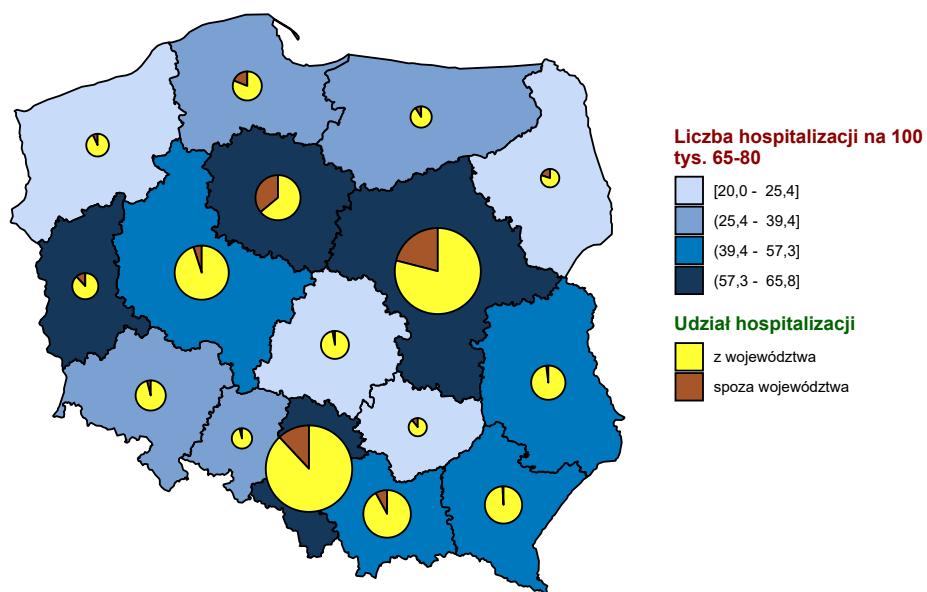 Liczba hospitalizacji na 100
tys. 65-80
[20,0 - 25,4]
(25,4 - 39,4]
(39,4 - 57,3]
(57,3 - 65,8]
Udział hospitalizacji
z województwa
spoza województwa